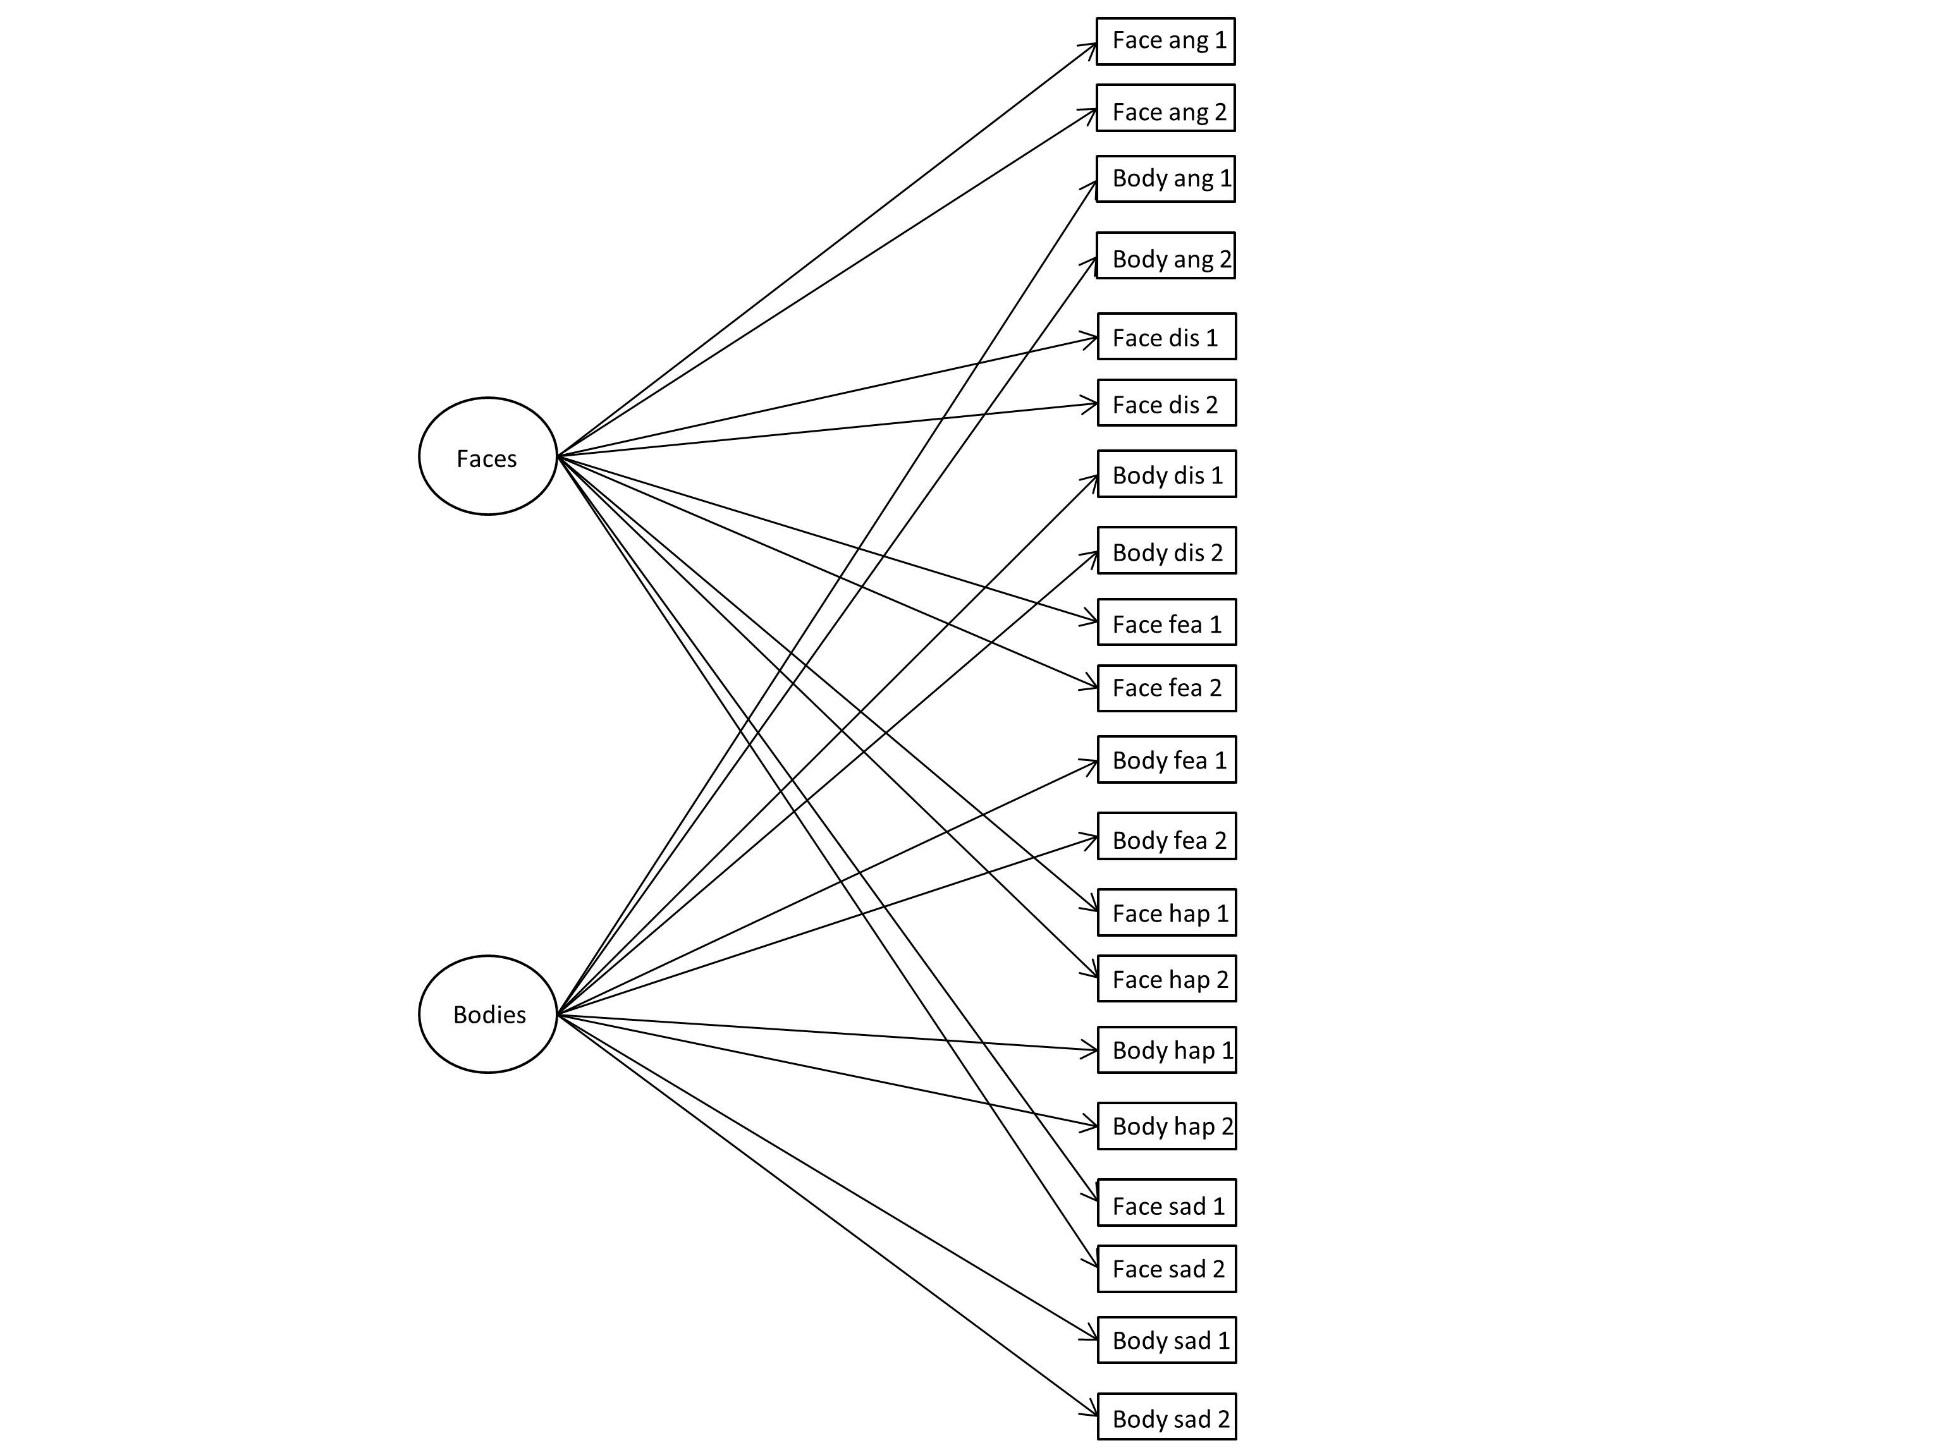 Face ang 1
Face ang 2
Body ang 1
Body ang 2
Face dis 1
Face dis 2
Faces
Body dis 1
Body dis 2
Face fea 1
Face fea 2
Body fea 1
Body fea 2
Face hap 1
Face hap 2
Bodies
Body hap 1
Body hap 2
Face sad 1
Face sad 2
Body sad 1
Body sad 2